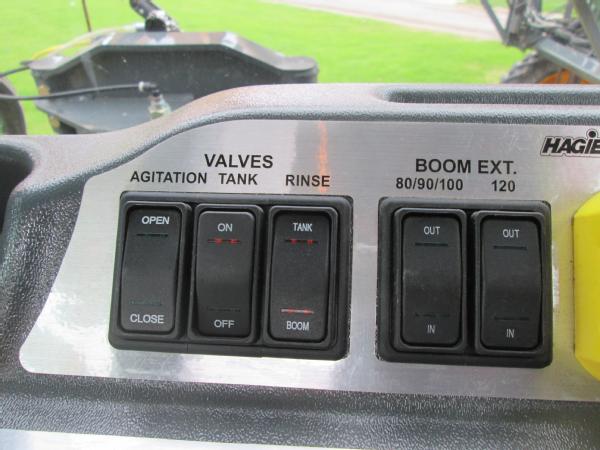 VALVES
AGITATION TANK RINSE
OPEN
CLOSE
ON
OFF
TANK
BOOM
BOOM EXT.
80/90/100 120
OUT
IN
OUT
IN
HAGIE